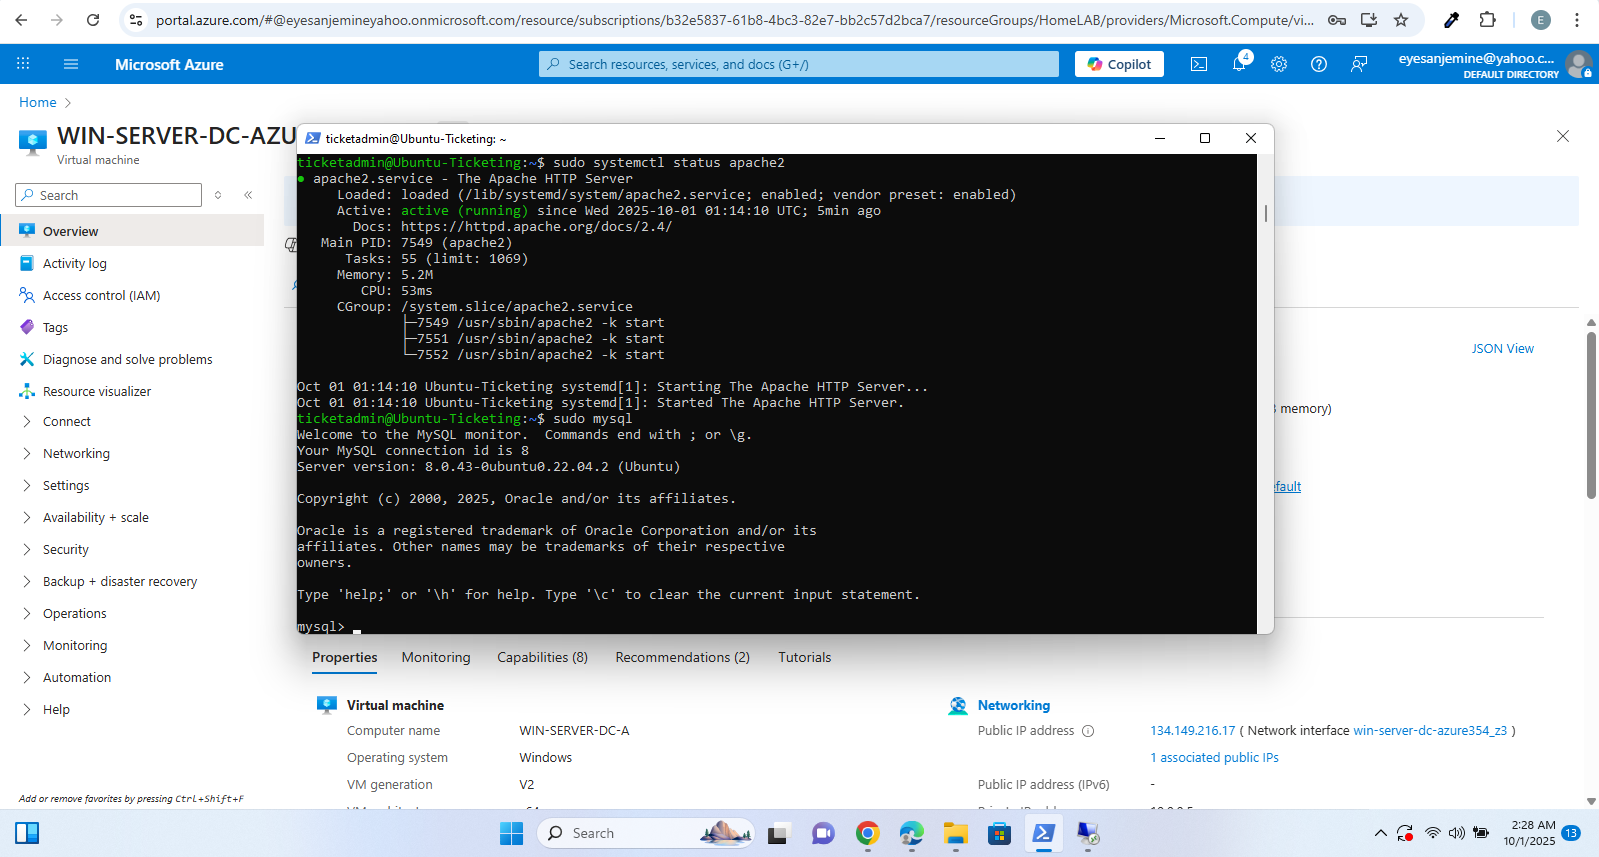 portal.azure.com/#@eyesanjemineyahoo.onmicrosoft.com/resource/subscriptions/b32e5837-61b8-4bc3-82e7-bb2c57d2bca7/resourceGroups/HomeLAB/providers/Microsoft.Compute/vi...
E
Microsoft Azure
Search resources, services, and docs (G+/)
Copilot
4
eyesanjemine@yahoo.c...
DEFAULT DIRECTORY
Home
WIN-SERVER-DC-AZU
Virtual machine
Search
Overview
Activity log
Access control (IAM)
Tags
Diagnose and solve problems
Resource visualizer
Connect
Networking
Settings
Availability + scale
Security
Backup + disaster recovery
Operations
Monitoring
Automation
Help
Add or remove favorites by pressing Ctrl+Shift+F
ticketadmin@Ubuntu-Ticketing: ~
ticketadmin@Ubuntu-Ticketing:~$ sudo systemctl status apache2
● apache2.service - The Apache HTTP Server
Loaded: loaded (/lib/systemd/system/apache2.service; enabled; vendor preset: enabled)
Active: active (running) since Wed 2025-10-01 01:14:10 UTC; 5min ago
Docs: https://httpd.apache.org/docs/2.4/
Main PID: 7549 (apache2)
Tasks: 55 (limit: 1069)
Memory: 5.2M
CPU: 53ms
CGroup: /system.slice/apache2.service
├─7549 /usr/sbin/apache2 -k start
├─7551 /usr/sbin/apache2 -k start
└─7552 /usr/sbin/apache2 -k start
Oct 01 01:14:10 Ubuntu-Ticketing systemd[1]: Starting The Apache HTTP Server...
Oct 01 01:14:10 Ubuntu-Ticketing systemd[1]: Started The Apache HTTP Server.
ticketadmin@Ubuntu-Ticketing:~$ sudo mysql
Welcome to the MySQL monitor.  Commands end with ; or \g.
Your MySQL connection id is 8
Server version: 8.0.43-0ubuntu0.22.04.2 (Ubuntu)
Copyright (c) 2000, 2025, Oracle and/or its affiliates.
Oracle is a registered trademark of Oracle Corporation and/or its
affiliates. Other names may be trademarks of their respective
owners.
Type 'help;' or '\h' for help. Type '\c' to clear the current input statement.
mysql>
JSON View
memory)
efault
Properties
Monitoring
Capabilities (8)
Recommendations (2)
Tutorials
Virtual machine
Computer name WIN-SERVER-DC-A
Operating system Windows
VM generation V2
Networking
Public IP address 134.149.216.17 ( Network interface win-server-dc-azure354_z3 )
1 associated public IPs
Public IP address (IPv6) -
Search
2:28 AM
10/1/2025
13